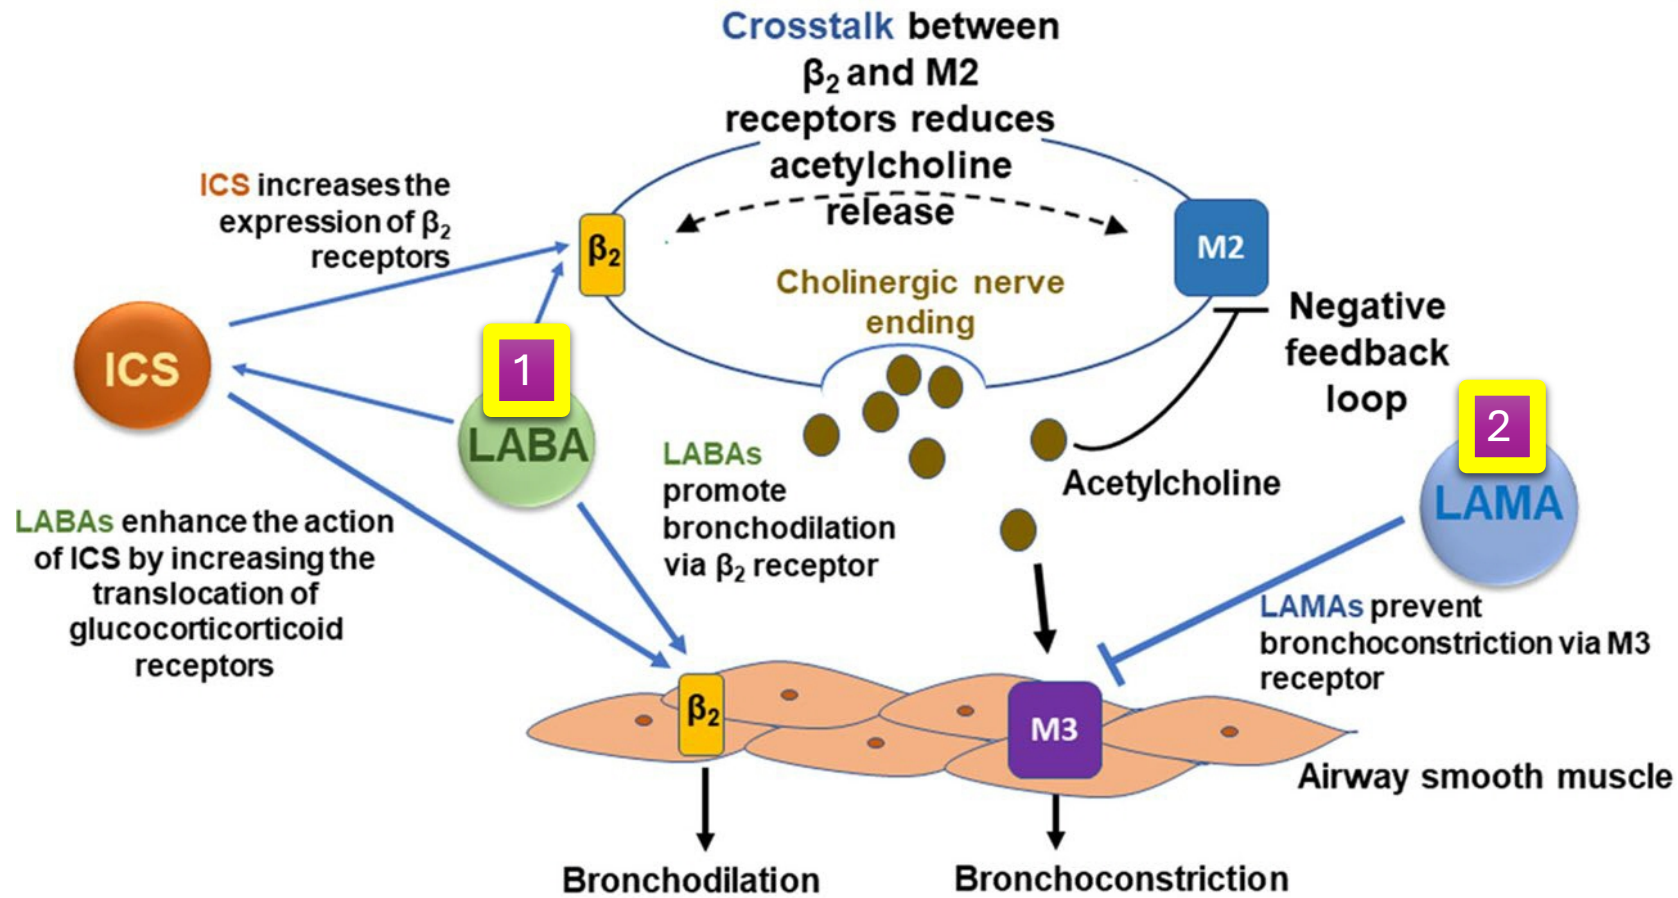 Crosstalk between
β₂ and M2
receptors reduces
acetylcholine
release
ICS increases the
expression of β₂
receptors
β₂
M2
Cholinergic nerve
ending
Negative
feedback
loop
ICS
1
LABA
2
LAMA
LABAs
promote
bronchodilation
via β₂ receptor
Acetylcholine
LABAs enhance the action
of ICS by increasing the
translocation of
glucocorticorticoid
receptors
LAMAs prevent
bronchoconstriction via M3
receptor
β₂
M3
Airway smooth muscle
Bronchodilation
Bronchoconstriction